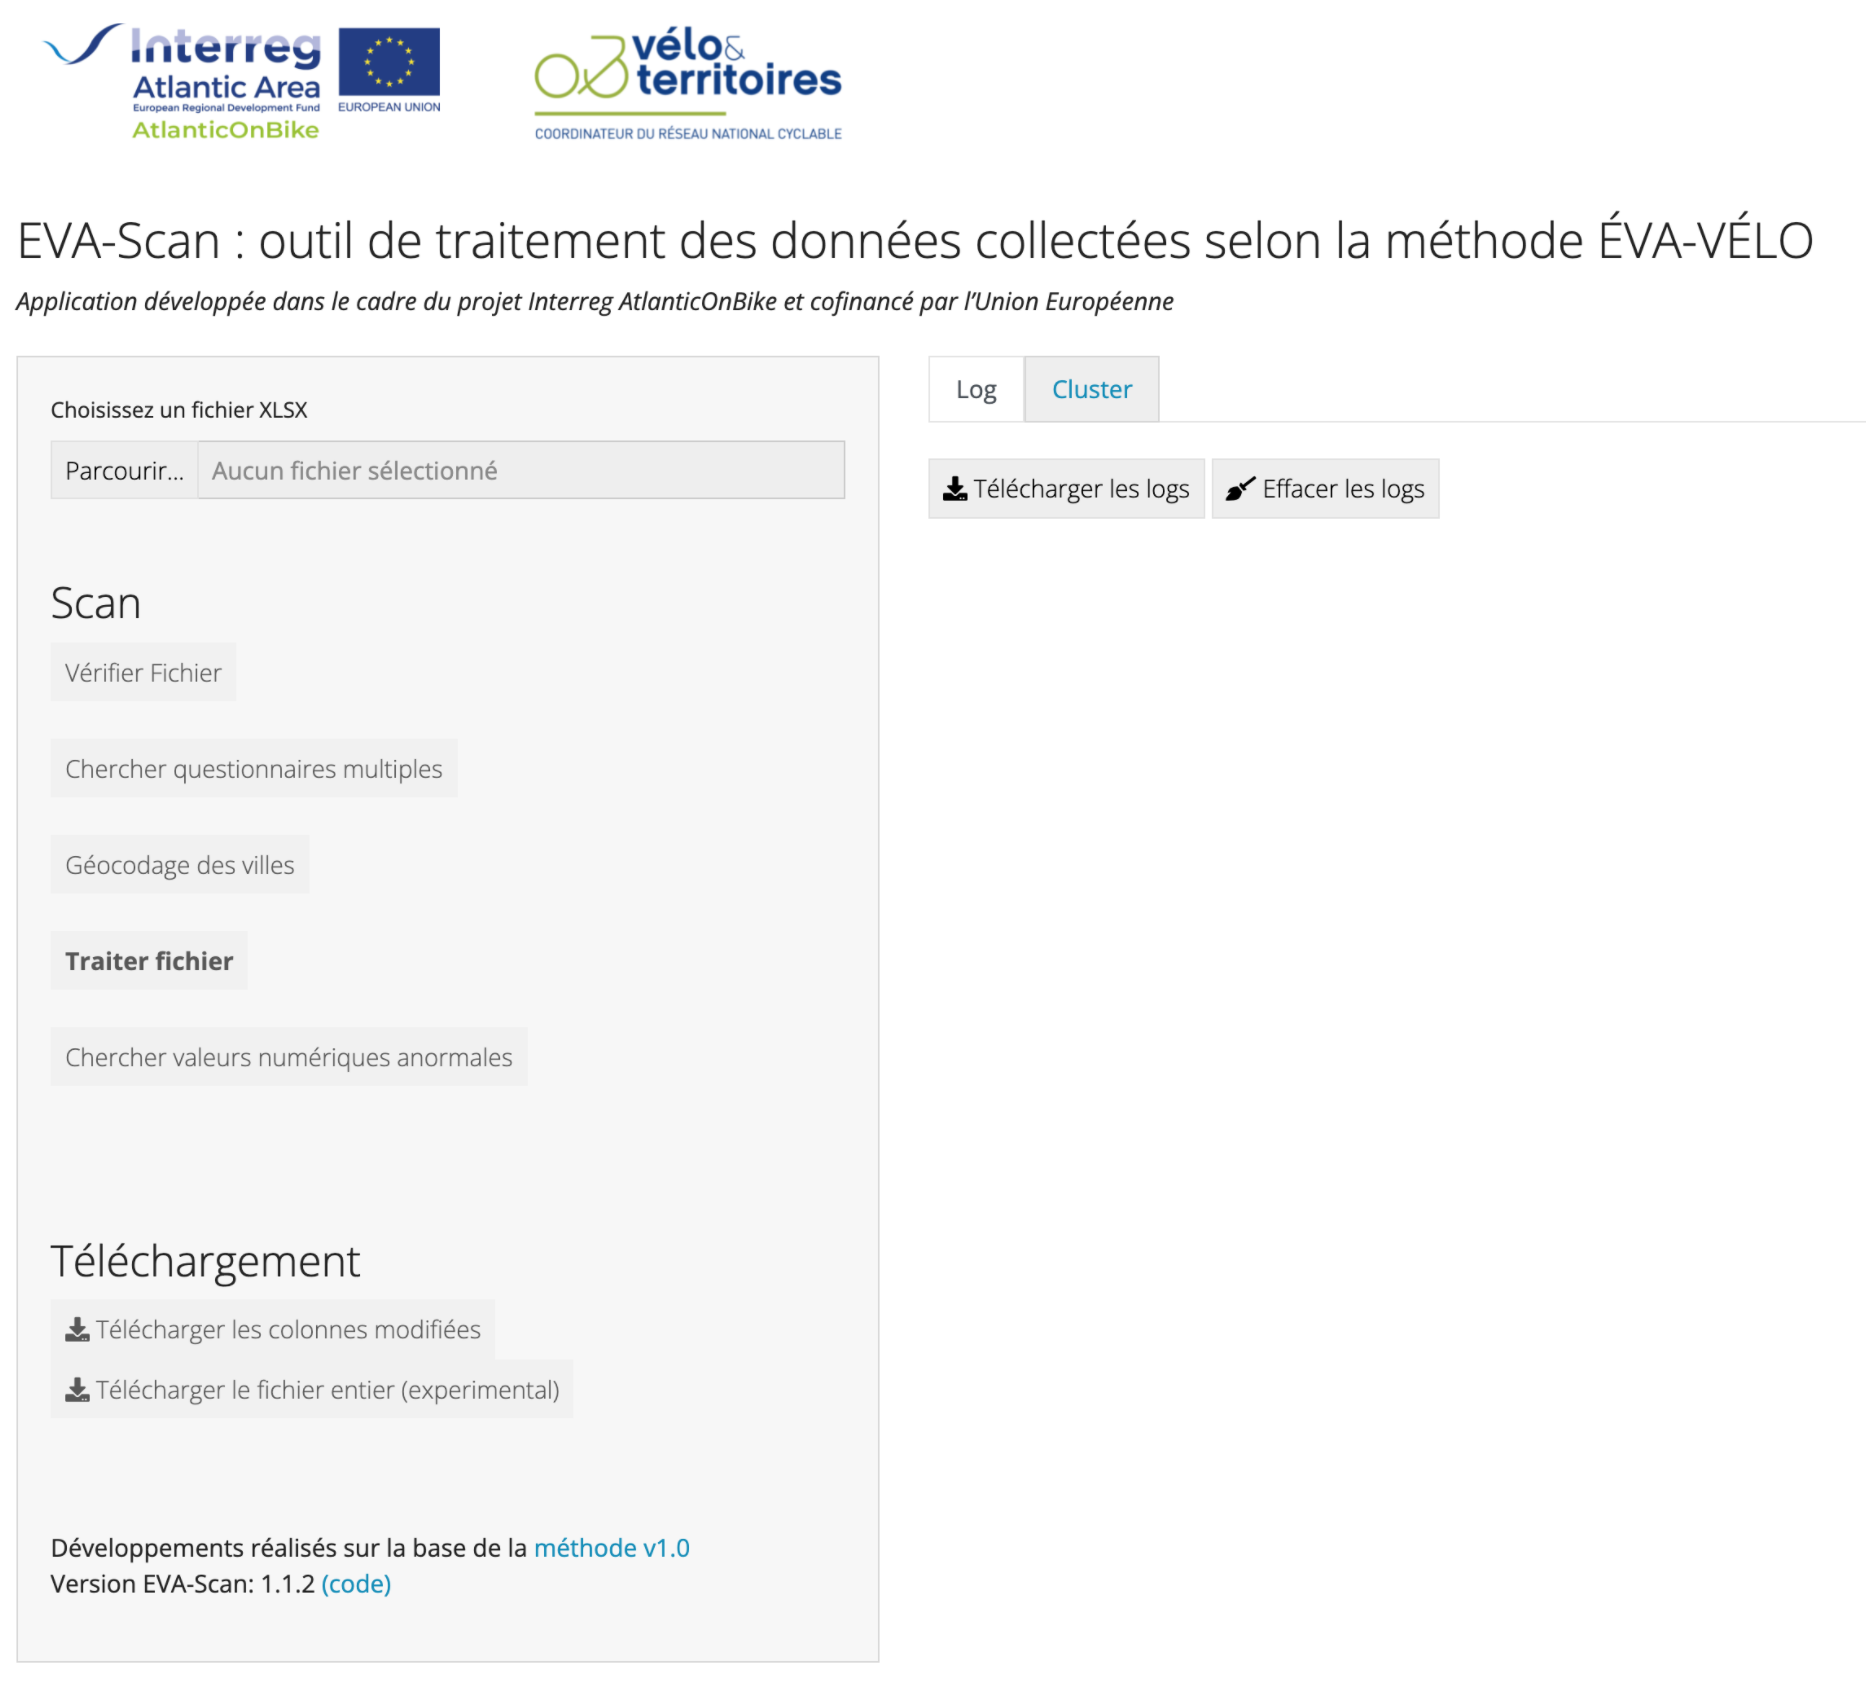 Interreg
Atlantic Area
European Regional Development Fund
AtlanticOnBike
EUROPEAN UNION
vélo&
territoires
COORDINATEUR DU RÉSEAU NATIONAL CYCLABLE
EVA-Scan : outil de traitement des données collectées selon la méthode ÉVA-VÉLO
Application développée dans le cadre du projet Interreg AtlanticOnBike et cofinancé par l’Union Européenne
Choisissez un fichier XLSX
Parcourir... Aucun fichier sélectionné
Scan
Vérifier Fichier
Chercher questionnaires multiples
Géocodage des villes
Traiter fichier
Chercher valeurs numériques anormales
Téléchargement
Télécharger les colonnes modifiées
Télécharger le fichier entier (experimental)
Développements réalisés sur la base de la méthode v1.0
Version EVA-Scan: 1.1.2 (code)
Log Cluster
Télécharger les logs Effacer les logs